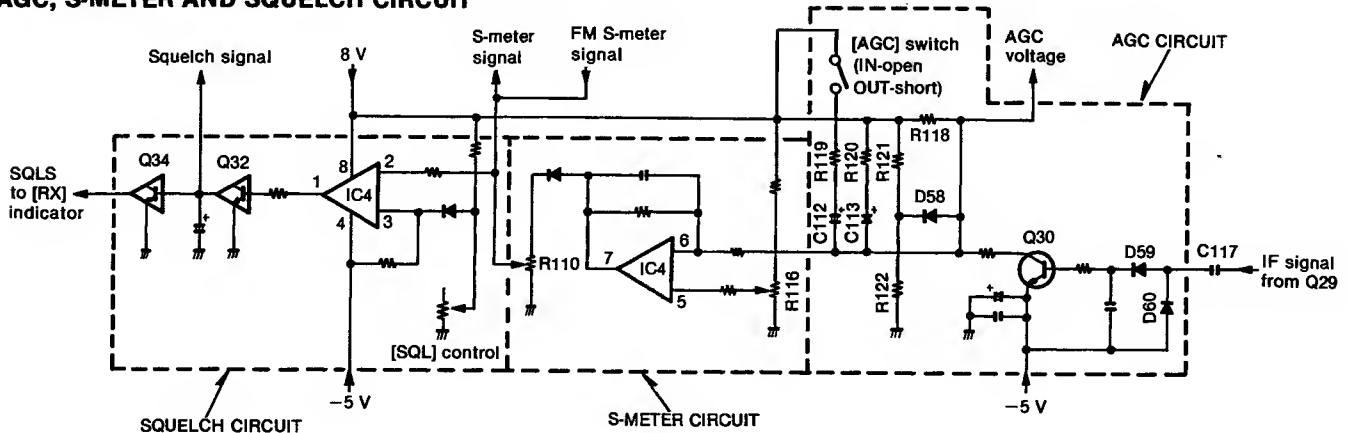 AGC, S-METER AND SQUELCH CIRCUIT
Squelch signal
8 V
S-meter
signal
FM S-meter
signal
[AGC] switch
(IN-open
OUT-short)
AGC
voltage
AGC CIRCUIT
R118
Q34
Q32
8
2
R119
R120
R121
SQLS
to [RX]
indicator
1
IC4
4
3
D58
C112
C113
Q30
D59
C117
7
6
IC4
5
R110
R116
R122
D60
IF signal
from Q29
[SQL] control
−5 V
−5 V
SQUELCH CIRCUIT
S-METER CIRCUIT